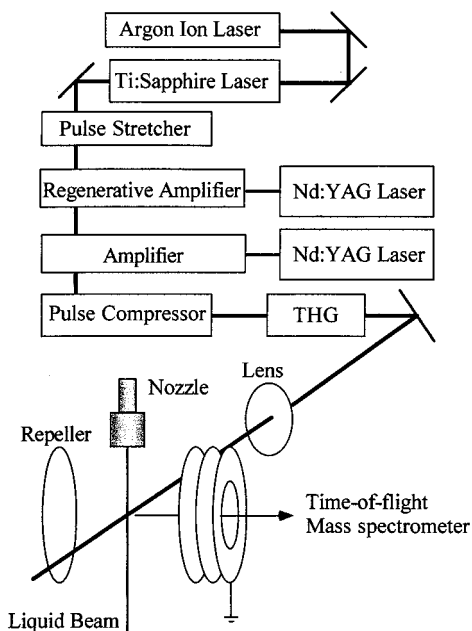 Argon Ion Laser
Ti:Sapphire Laser
Pulse Stretcher
Regenerative Amplifier
Nd:YAG Laser
Amplifier
Nd:YAG Laser
Pulse Compressor
THG
Lens
Nozzle
Repeller
Time-of-flight
Mass spectrometer
Liquid Beam